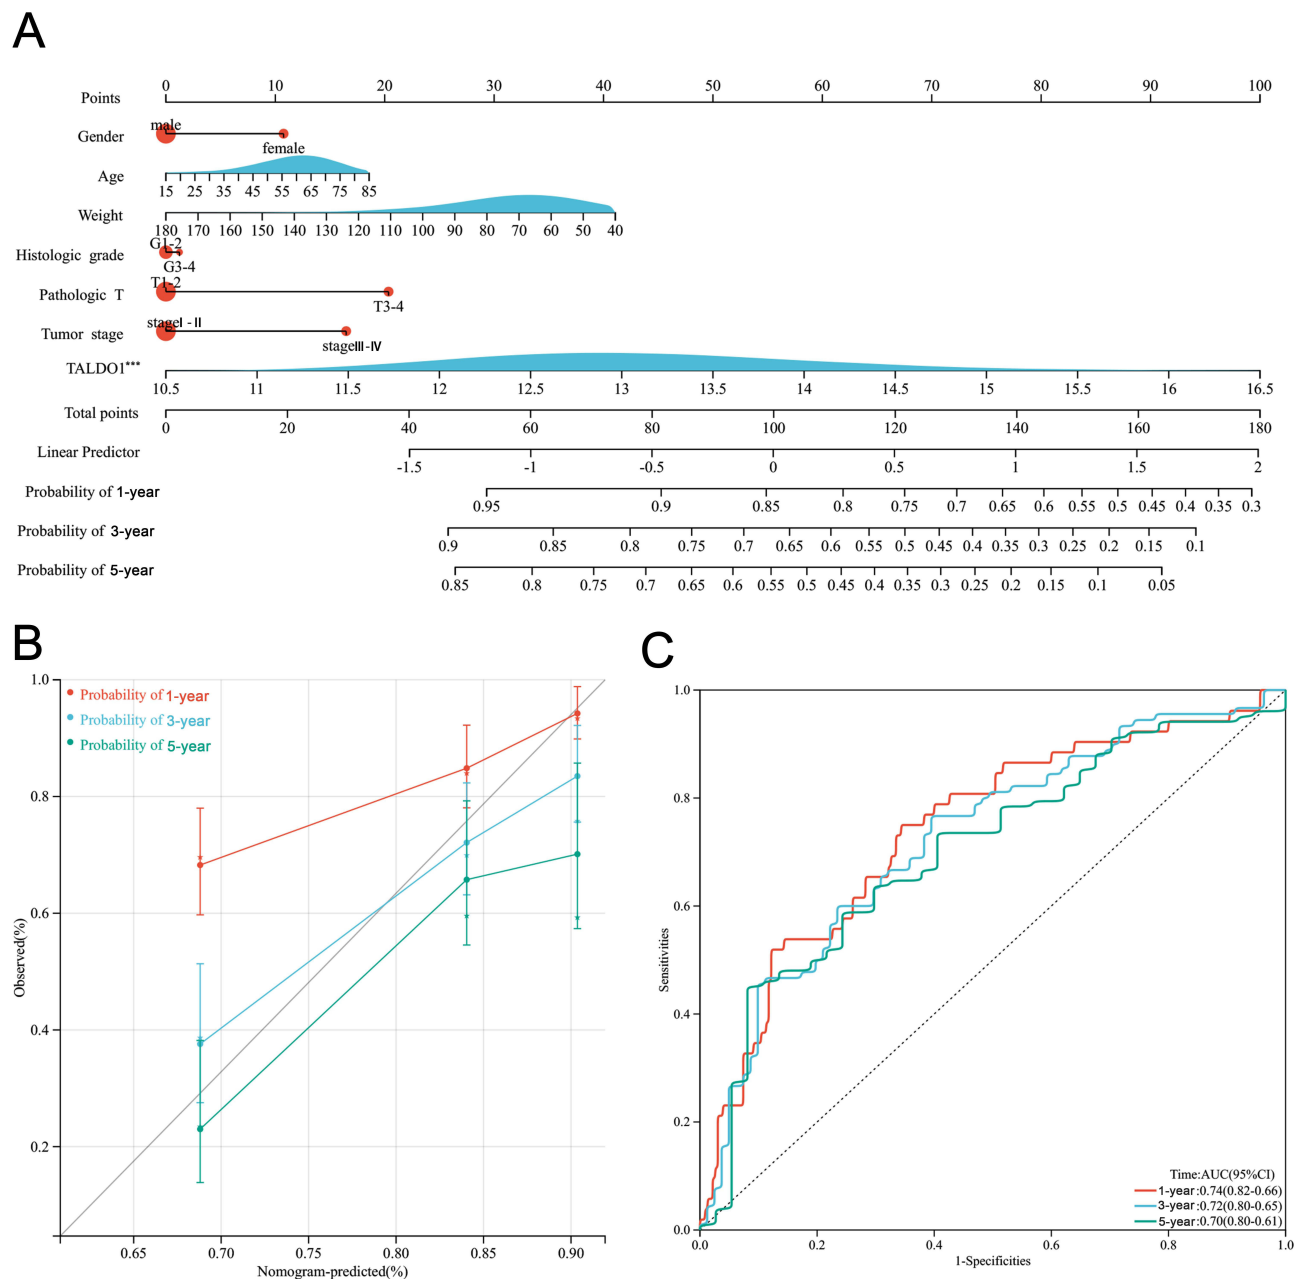 A
Points 0 10 20 30 40 50 60 70 80 90 100
Gender male female
Age 15 25 35 45 55 65 75 85
Weight 180 170 160 150 140 130 120 110 100 90 80 70 60 50 40
Histologic grade G1-2 G3-4
Pathologic T T1-2 T3-4
Tumor stage stageI-II stageIII-IV
TALDO1*** 10.5 11 11.5 12 12.5 13 13.5 14 14.5 15 15.5 16 16.5
Total points 0 20 40 60 80 100 120 140 160 180
Linear Predictor -1.5 -1 -0.5 0 0.5 1 1.5 2
Probability of 1-year 0.95 0.9 0.85 0.8 0.75 0.7 0.65 0.6 0.55 0.5 0.45 0.4 0.35 0.3
Probability of 3-year 0.9 0.85 0.8 0.75 0.7 0.65 0.6 0.55 0.5 0.45 0.4 0.35 0.3 0.25 0.2 0.15 0.1
Probability of 5-year 0.85 0.8 0.75 0.7 0.65 0.6 0.55 0.5 0.45 0.4 0.35 0.3 0.25 0.2 0.15 0.1 0.05
B
Probability of 1-year
Probability of 3-year
Probability of 5-year
Observed(%)
1.0
0.8
0.6
0.4
0.2
0.65 0.70 0.75 0.80 0.85 0.90
Nomogram-predicted(%)
C
Sensitivities
1.0
0.8
0.6
0.4
0.2
0.0
Time:AUC(95%CI)
1-year:0.74(0.82-0.66)
3-year:0.72(0.80-0.65)
5-year:0.70(0.80-0.61)
0.0 0.2 0.4 0.6 0.8 1.0
1-Specificities